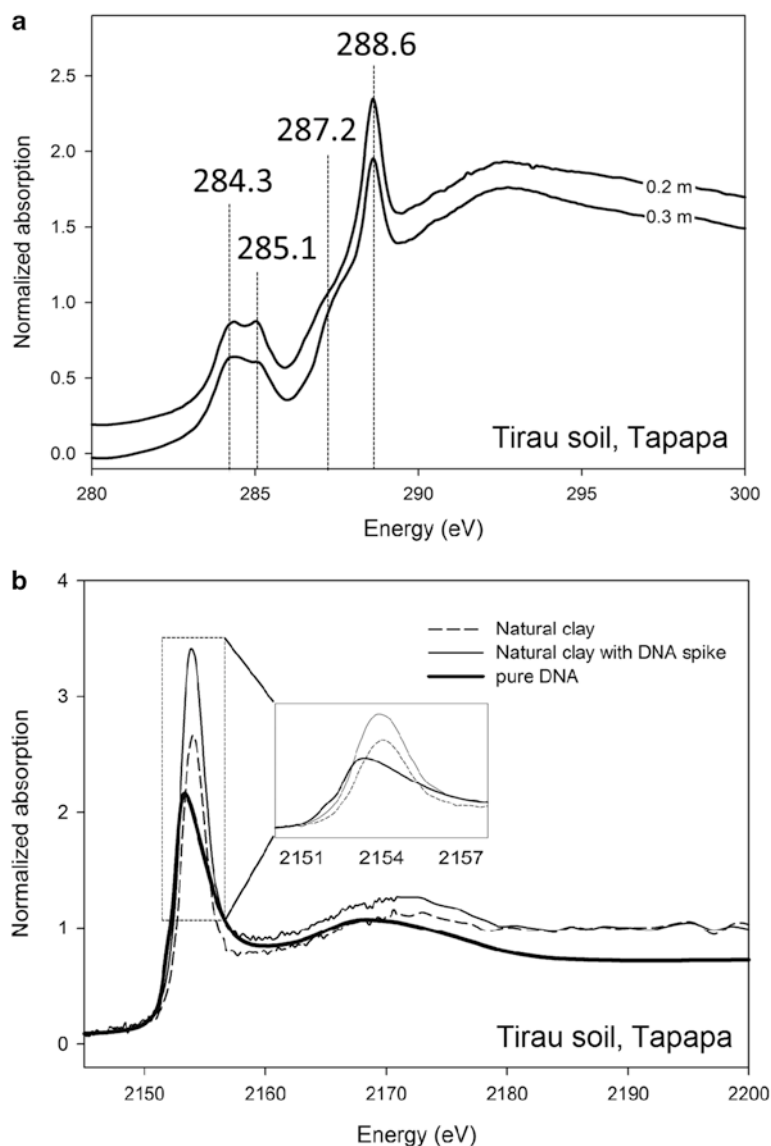 a
288.6
287.2
284.3
285.1
2.5
2.0
1.5
1.0
0.5
0.0
Normalized absorption
0.2 m
0.3 m
Tirau soil, Tapapa
280 285 290 295 300
Energy (eV)
b
4
3
2
1
0
Normalized absorption
Natural clay
Natural clay with DNA spike
pure DNA
2151 2154 2157
Tirau soil, Tapapa
2150 2160 2170 2180 2190 2200
Energy (eV)